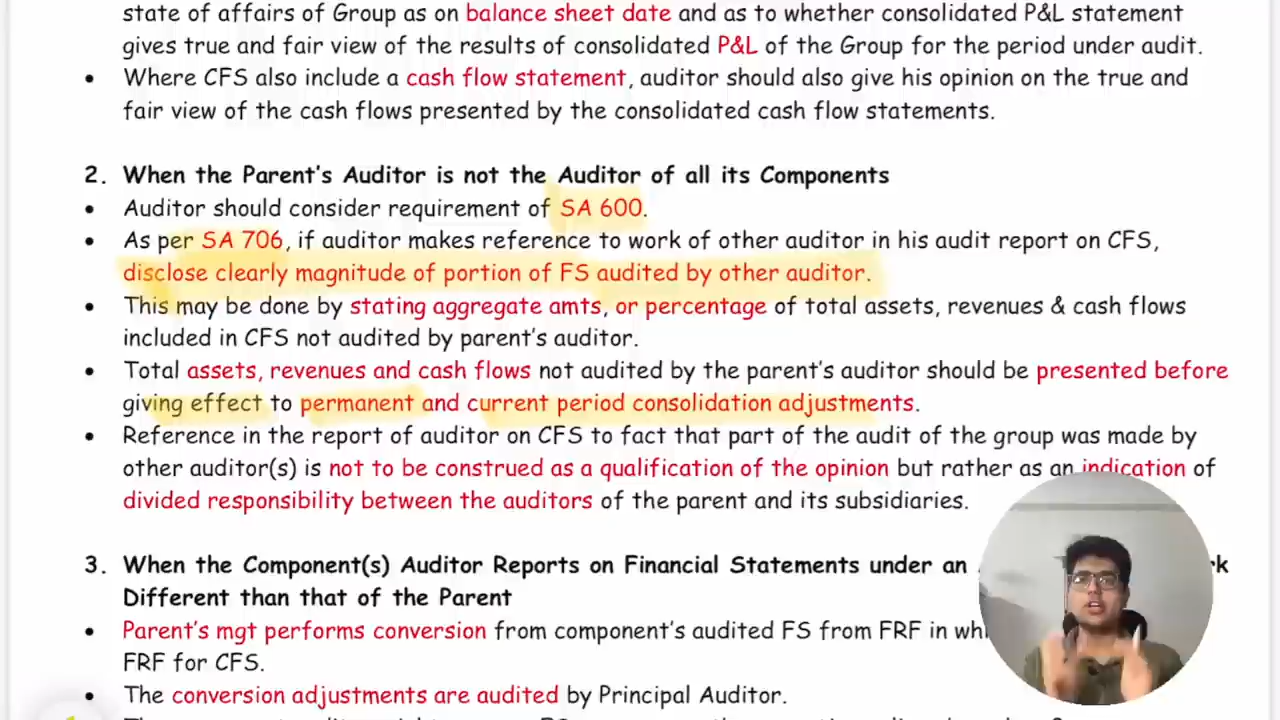 state of affairs of Group as on balance sheet date and as to whether consolidated P&L statement
gives true and fair view of the results of consolidated P&L of the Group for the period under audit.
• Where CFS also include a cash flow statement, auditor should also give his opinion on the true and
fair view of the cash flows presented by the consolidated cash flow statements.
2. When the Parent's Auditor is not the Auditor of all its Components
• Auditor should consider requirement of SA 600.
• As per SA 706, if auditor makes reference to work of other auditor in his audit report on CFS,
disclose clearly magnitude of portion of FS audited by other auditor.
• This may be done by stating aggregate amts, or percentage of total assets, revenues & cash flows
included in CFS not audited by parent's auditor.
• Total assets, revenues and cash flows not audited by the parent's auditor should be presented before
giving effect to permanent and current period consolidation adjustments.
• Reference in the report of auditor on CFS to fact that part of the audit of the group was made by
other auditor(s) is not to be construed as a qualification of the opinion but rather as an indication of
divided responsibility between the auditors of the parent and its subsidiaries.
3. When the Component(s) Auditor Reports on Financial Statements under an
Different than that of the Parent
• Parent's mgt performs conversion from component's audited FS from FRF in
FRF for CFS.
• The conversion adjustments are audited by Principal Auditor.